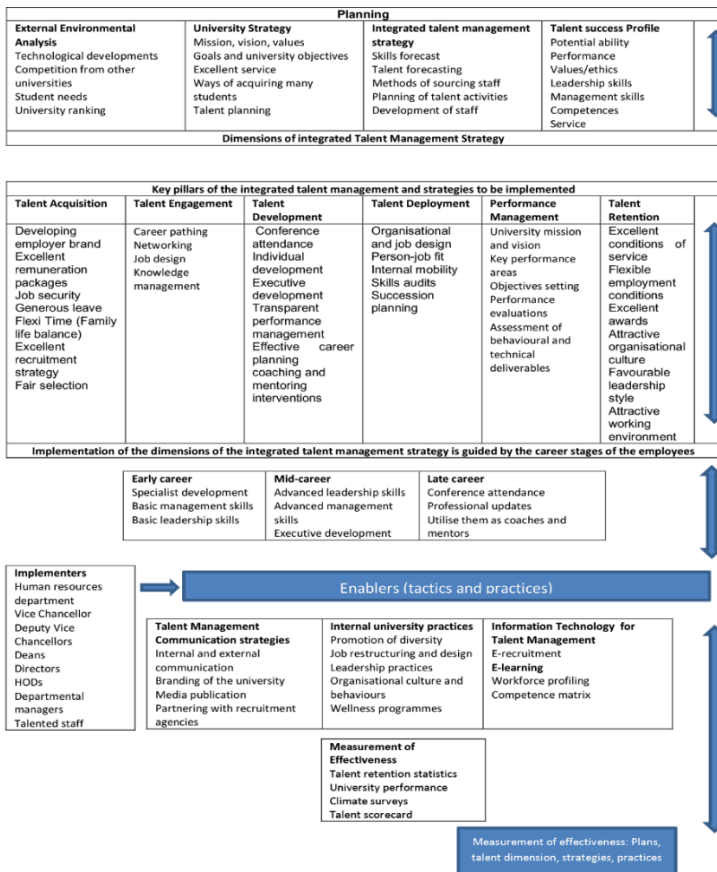 Planning
External Environmental
Analysis
Technological developments
Competition from other
universities
Student needs
University ranking
University Strategy
Mission, vision, values
Goals and university objectives
Excellent service
Ways of acquiring many
students
Talent planning
Integrated talent management
strategy
Skills forecast
Talent forecasting
Methods of sourcing staff
Planning of talent activities
Development of staff
Talent success Profile
Potential ability
Performance
Values/ethics
Leadership skills
Management skills
Competences
Service
Dimensions of integrated Talent Management Strategy
Key pillars of the integrated talent management and strategies to be implemented
Talent Acquisition
Developing
employer brand
Excellent
remuneration
packages
Job security
Generous leave
Flexi Time (Family
life balance)
Excellent
recruitment
strategy
Fair selection
Talent Engagement
Career pathing
Networking
Job design
Knowledge
management
Talent
Development
Conference
attendance
Individual
development
Executive
development
Transparent
performance
management
Effective career
planning
coaching and
mentoring
interventions
Talent Deployment
Organisational
and job design
Person-job fit
Internal mobility
Skills audits
Succession
planning
Performance
Management
University mission
and vision
Key performance
areas
Objectives setting
Performance
evaluations
Assessment of
behavioural and
technical
deliverables
Talent
Retention
Excellent
conditions of
service
Flexible
employment
conditions
Excellent
awards
Attractive
organisational
culture
Favourable
leadership
style
Attractive
working
environment
Implementation of the dimensions of the integrated talent management strategy is guided by the career stages of the employees
Early career
Specialist development
Basic management skills
Basic leadership skills
Mid-career
Advanced leadership skills
Advanced management
skills
Executive development
Late career
Conference attendance
Professional updates
Utilise them as coaches and
mentors
Implementers
Human resources
department
Vice Chancellor
Deputy Vice
Chancellors
Deans
Directors
HODs
Departmental
managers
Talented staff
Enablers (tactics and practices)
Talent Management
Communication strategies
Internal and external
communication
Branding of the university
Media publication
Partnering with recruitment
agencies
Internal university practices
Promotion of diversity
Job restructuring and design
Leadership practices
Organisational culture and
behaviours
Wellness programmes
Information Technology for
Talent Management
E-recruitment
E-learning
Workforce profiling
Competence matrix
Measurement of
Effectiveness
Talent retention statistics
University performance
Climate surveys
Talent scorecard
Measurement of effectiveness: Plans,
talent dimension, strategies, practices